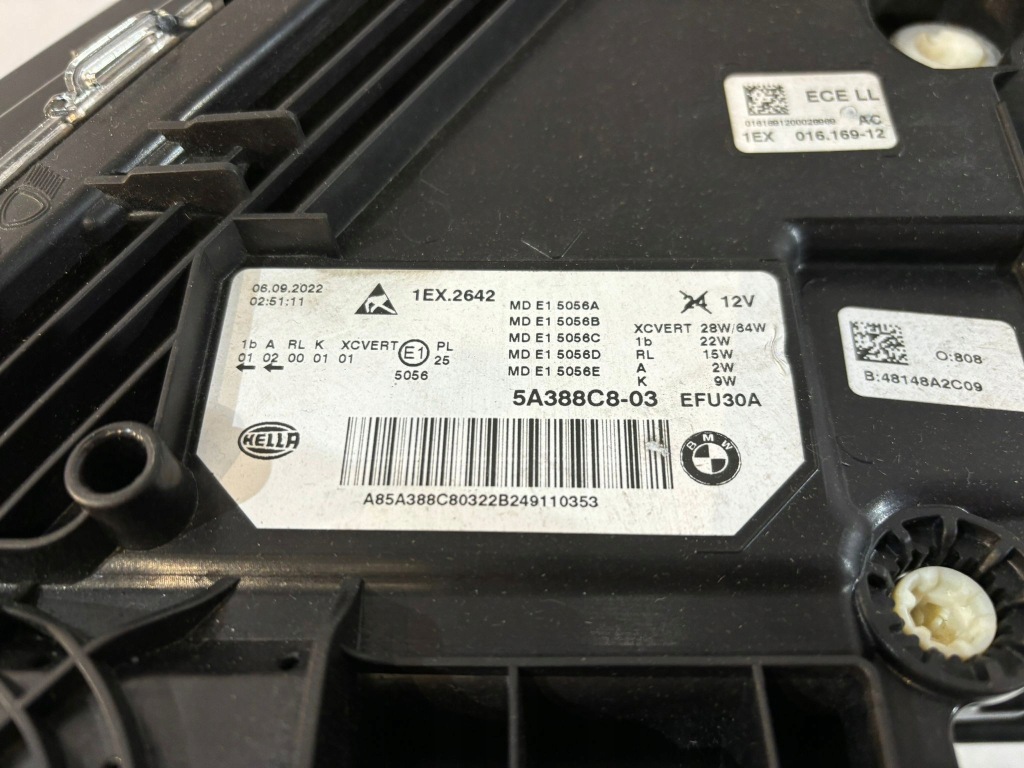 ECE LL
AC
1EX 016.169-12
06.09.2022
02:51:11
1EX.2642
1b A RL K XCVERT
01 02 00 01 01
E1
PL
25
5056
MD E1 5056A
MD E1 5056B
MD E1 5056C
MD E1 5056D
MD E1 5056E
24 12V
XCVERT 28W/64W
1b 22W
RL 15W
A 2W
K 9W
5A388C8-03 EFU30A
HELLA
BMW
A85A388C80322B249110353
O:808
B:48148A2C09